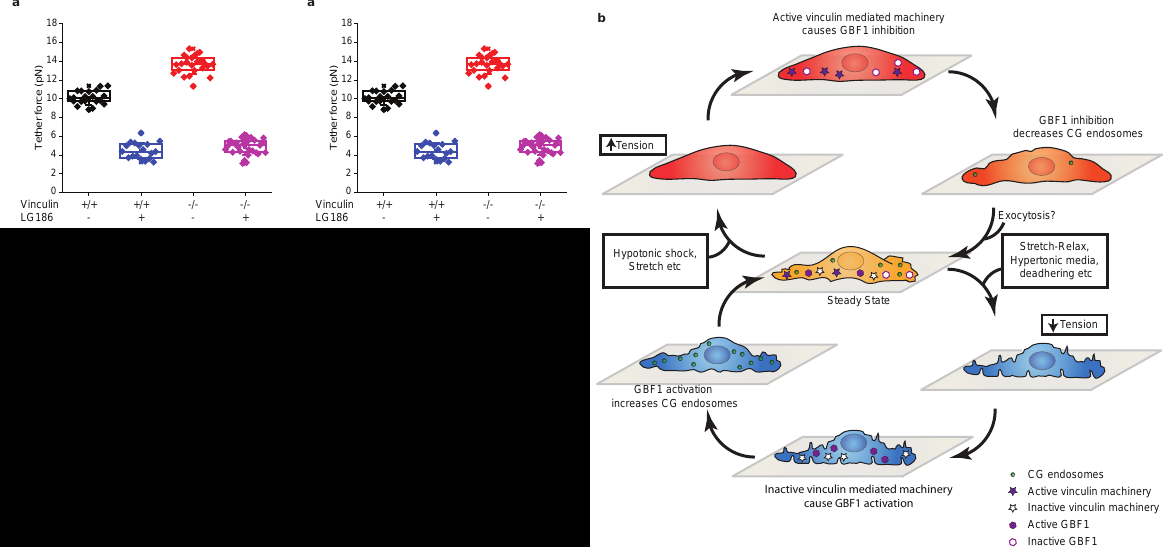 a
18
16
14
12
10
8
6
4
2
0
Tether force (pN)
Vinculin +/+ +/+ -/- -/-
LG186 - + - +
a
18
16
14
12
10
8
6
4
2
0
Tether force (pN)
Vinculin +/+ +/+ -/- -/-
LG186 - + - +
b
Active vinculin mediated machinery
causes GBF1 inhibition
GBF1 inhibition
decreases CG endosomes
Tension
Exocytosis?
Hypotonic shock,
Stretch etc
Stretch-Relax,
Hypertonic media,
deadhering etc
Steady State
Tension
GBF1 activation
increases CG endosomes
Inactive vinculin mediated machinery
cause GBF1 activation
CG endosomes
Active vinculin machinery
Inactive vinculin machinery
Active GBF1
Inactive GBF1